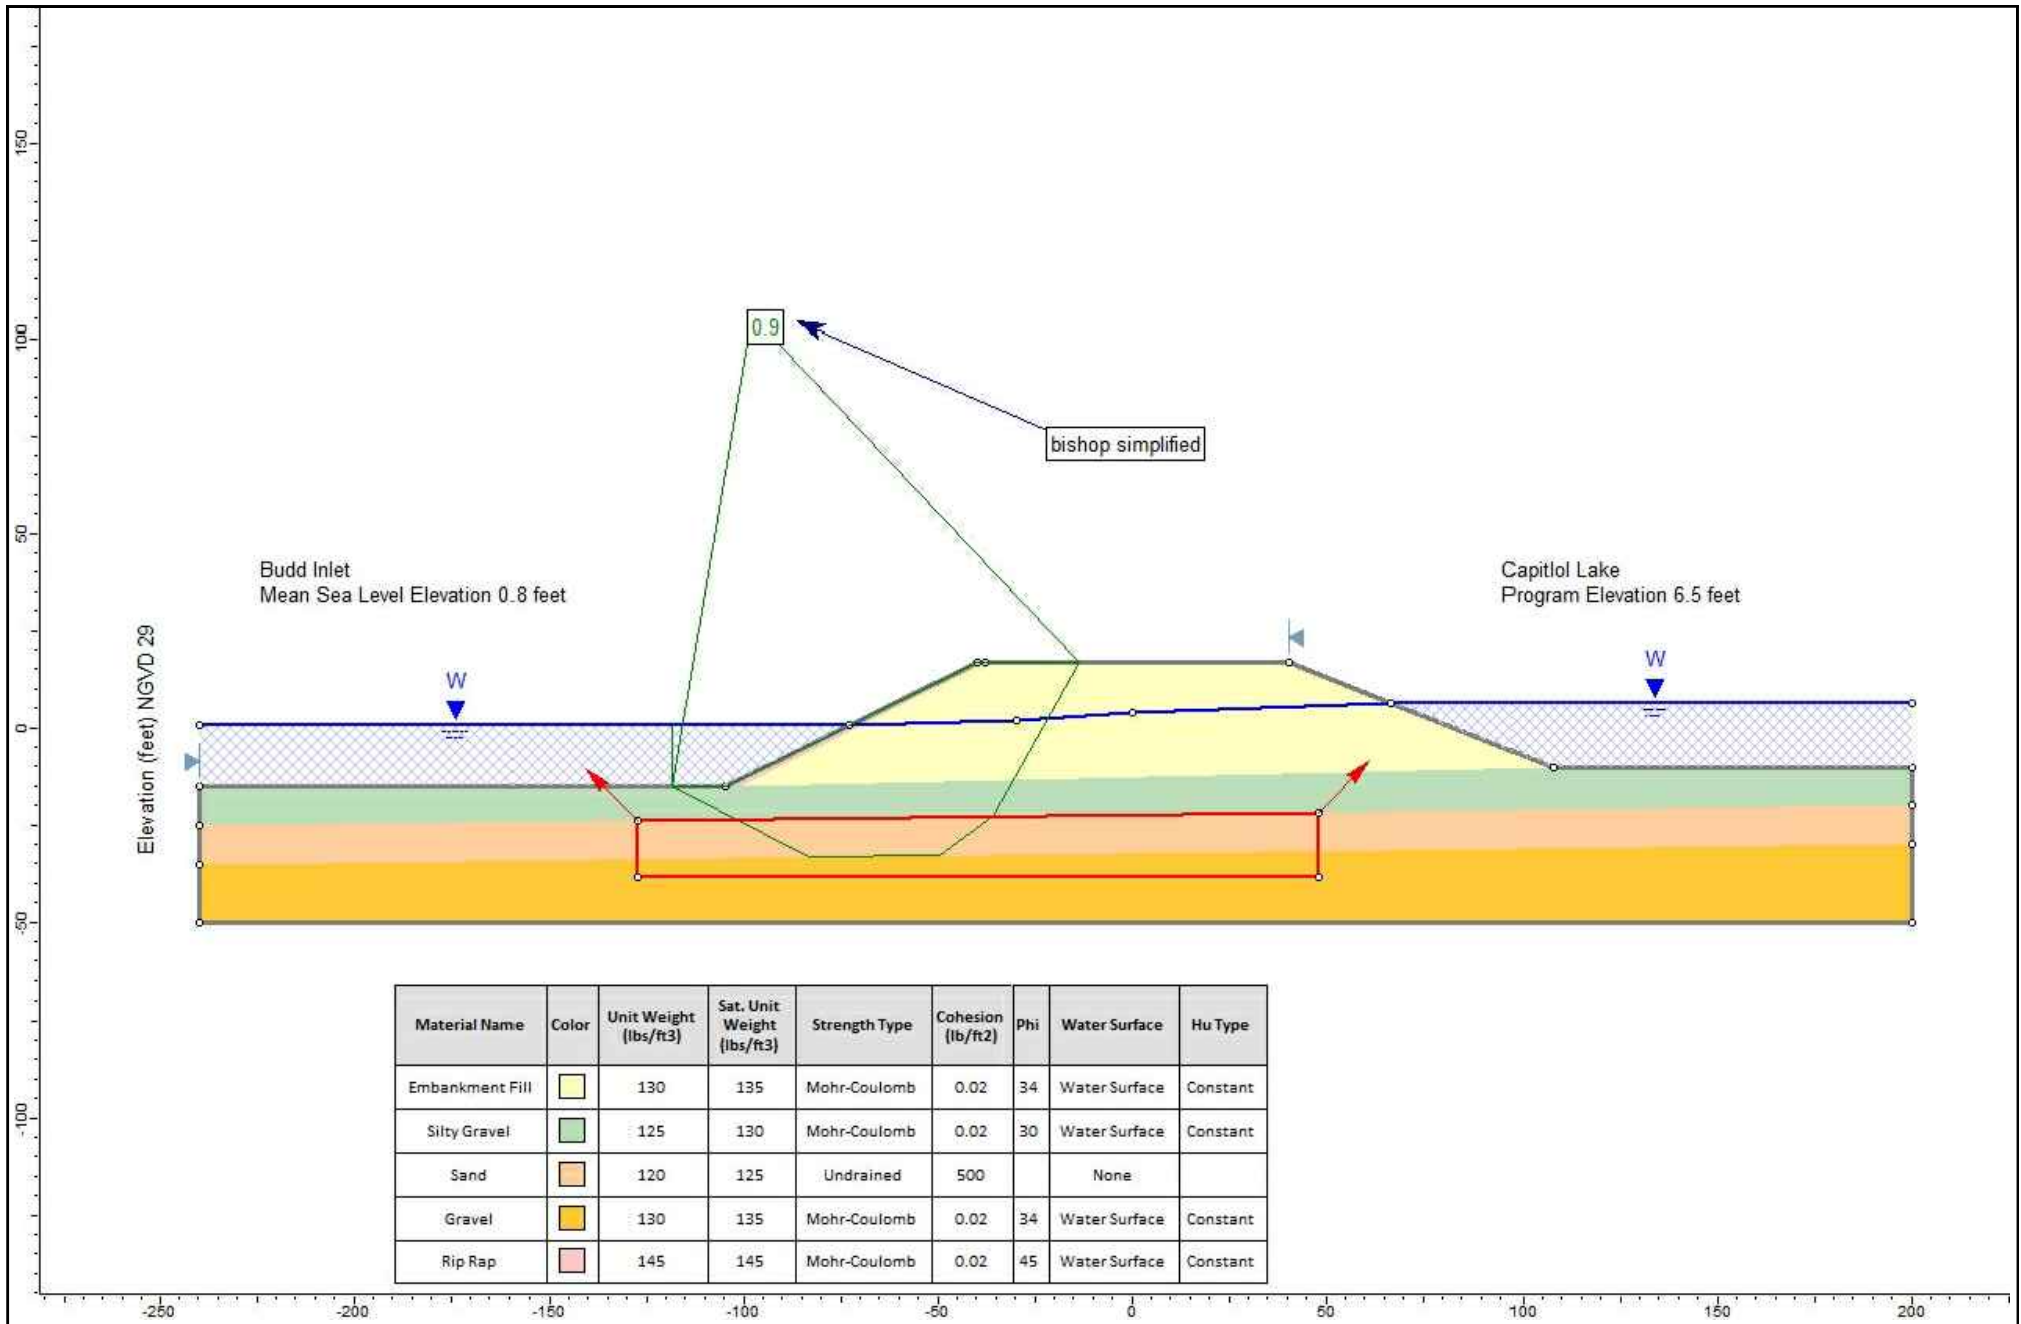 150
100
50
0
-50
-100
0.9
bishop simplified
Budd Inlet
Mean Sea Level Elevation 0.8 feet
Capitlol Lake
Program Elevation 6.5 feet
Elevation (feet) NGVD 29
W
W
Material Name Color Unit Weight (lbs/ft3) Sat. Unit Weight (lbs/ft3) Strength Type Cohesion (lb/ft2) Phi Water Surface Hu Type
Embankment Fill 130 135 Mohr-Coulomb 0.02 34 Water Surface Constant
Silty Gravel 125 130 Mohr-Coulomb 0.02 30 Water Surface Constant
Sand 120 125 Undrained 500 None
Gravel 130 135 Mohr-Coulomb 0.02 34 Water Surface Constant
Rip Rap 145 145 Mohr-Coulomb 0.02 45 Water Surface Constant
-250 -200 -150 -100 -50 0 50 100 150 200